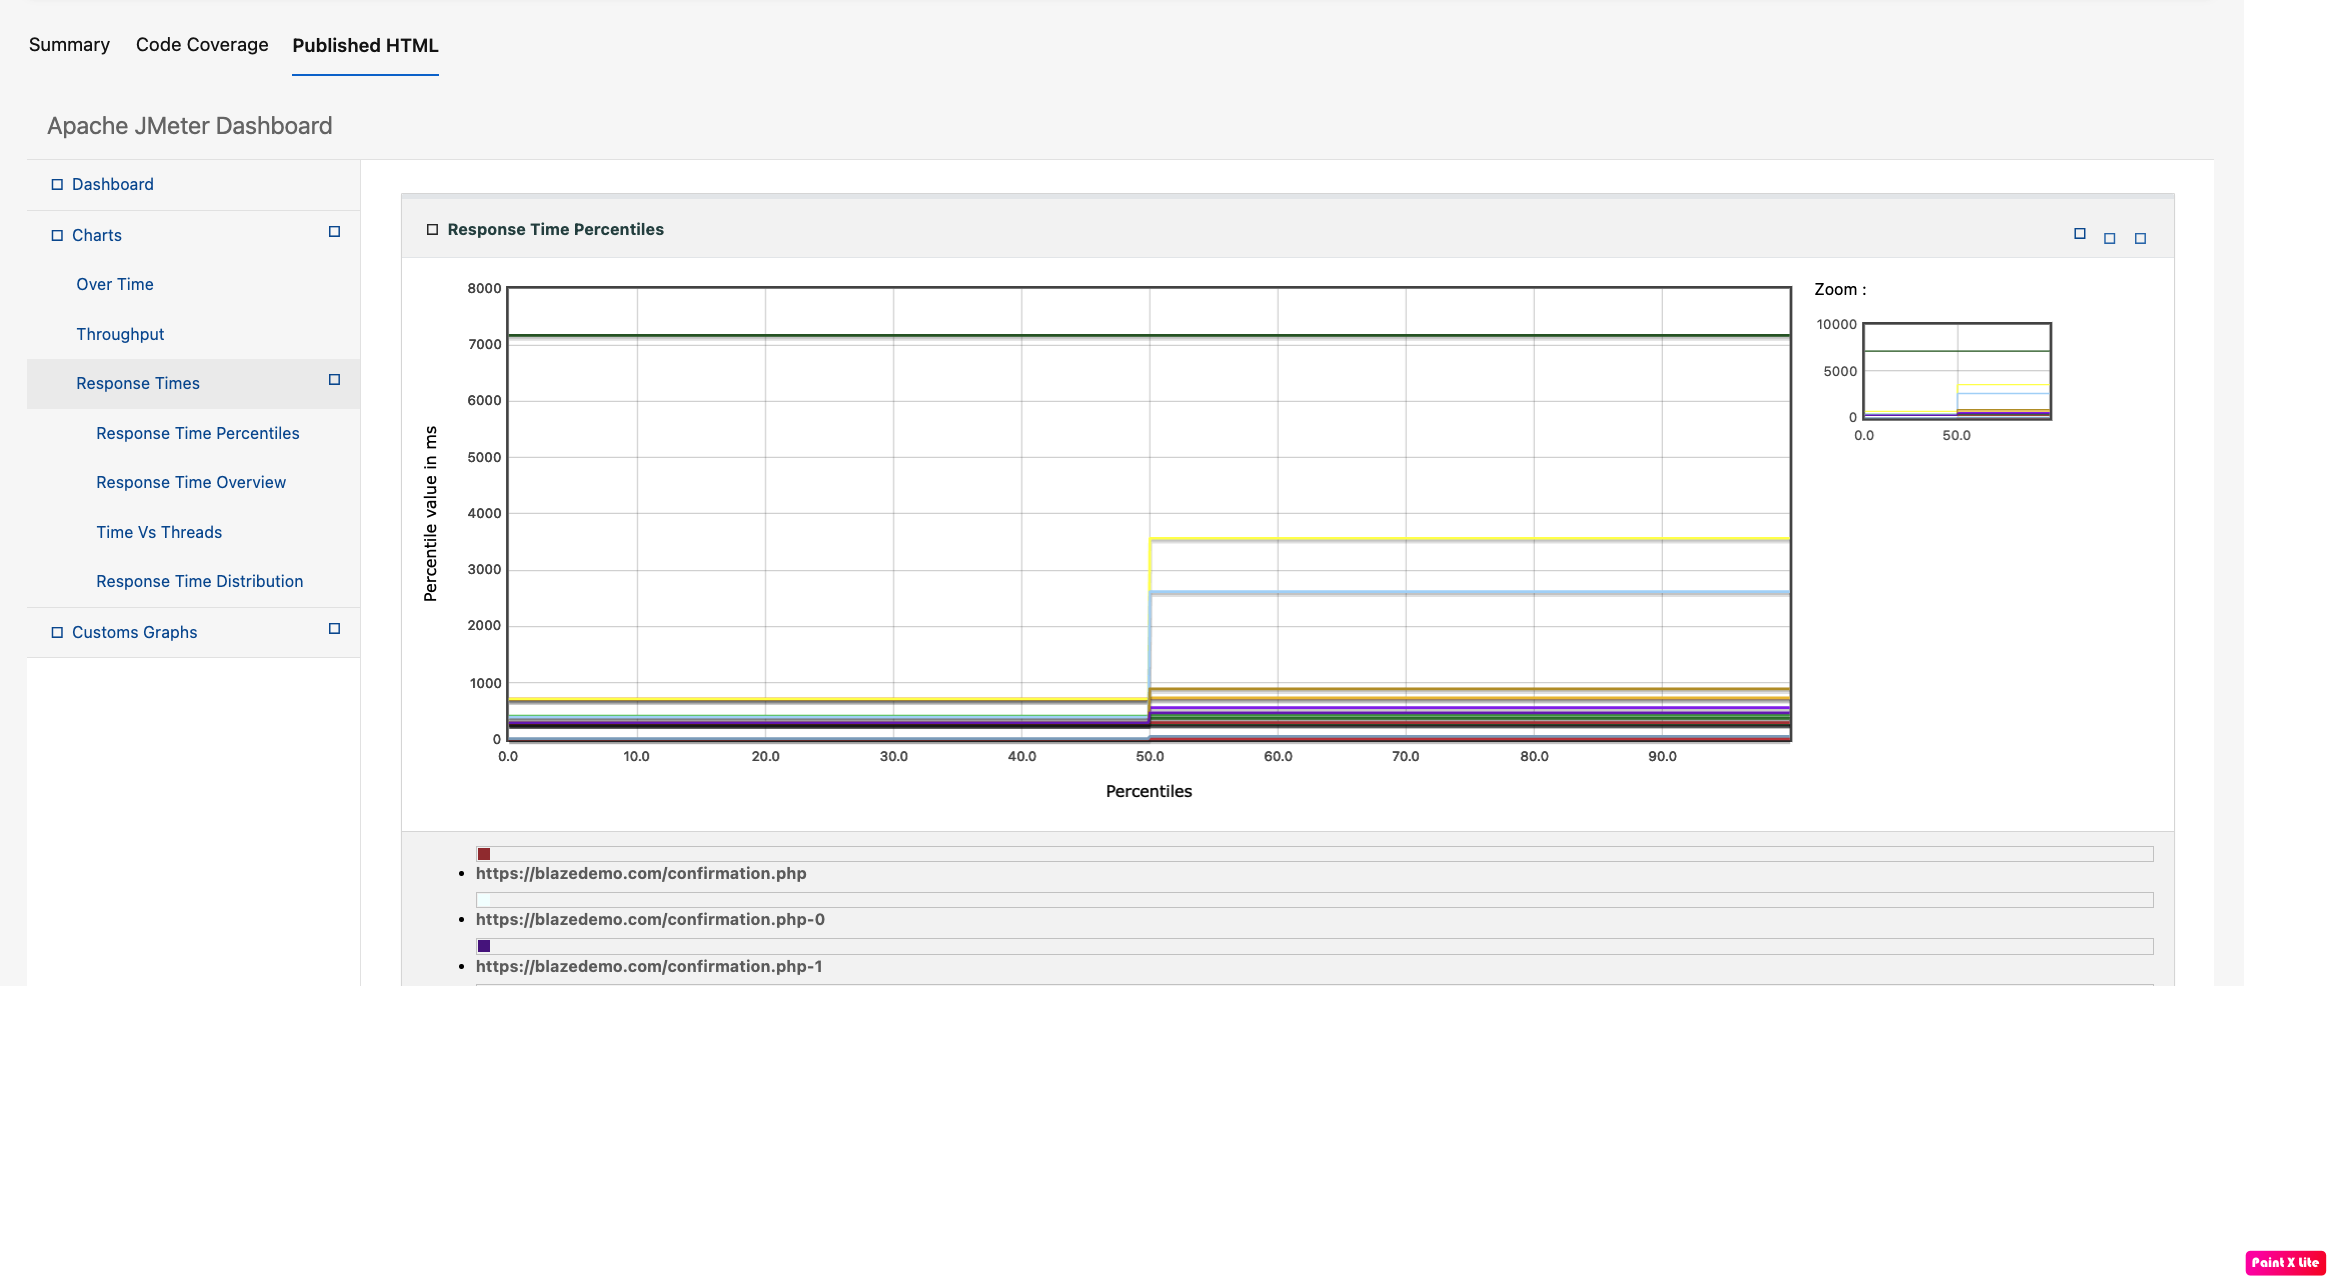 Summary Code Coverage Published HTML
Apache JMeter Dashboard
Dashboard
Charts
Over Time
Throughput
Response Times
Response Time Percentiles
Response Time Overview
Time Vs Threads
Response Time Distribution
Customs Graphs
Response Time Percentiles
Percentile value in ms
8000
7000
6000
5000
4000
3000
2000
1000
0
0.0 10.0 20.0 30.0 40.0 50.0 60.0 70.0 80.0 90.0
Percentiles
Zoom :
10000
5000
0
0.0 50.0
https://blazedemo.com/confirmation.php
https://blazedemo.com/confirmation.php-0
https://blazedemo.com/confirmation.php-1
Paint X Lite